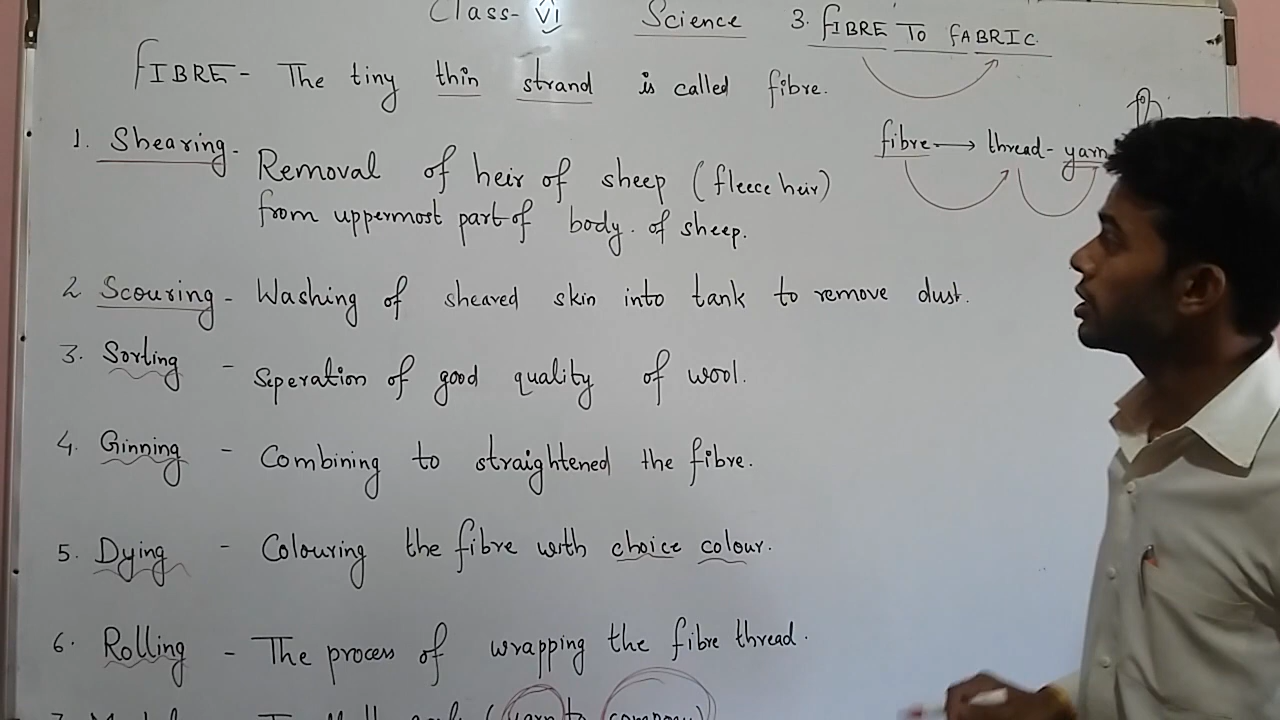 Class- VI Science 3. FIBRE TO FABRIC.
FIBRE - The tiny thin strand is called fibre.
fibre → thread - yarn
1. Shearing - Removal of heir of sheep (fleece heir)
from uppermost part of body. of sheep.
2 Scouring - Washing of sheared skin into tank to remove dust.
3. Sorting - Seperation of good quality of wool.
4. Ginning - Combining to straightened the fibre.
5. Dying - Colouring the fibre with choice colour.
6. Rolling - The process of wrapping the fibre thread.
(yarn to company)